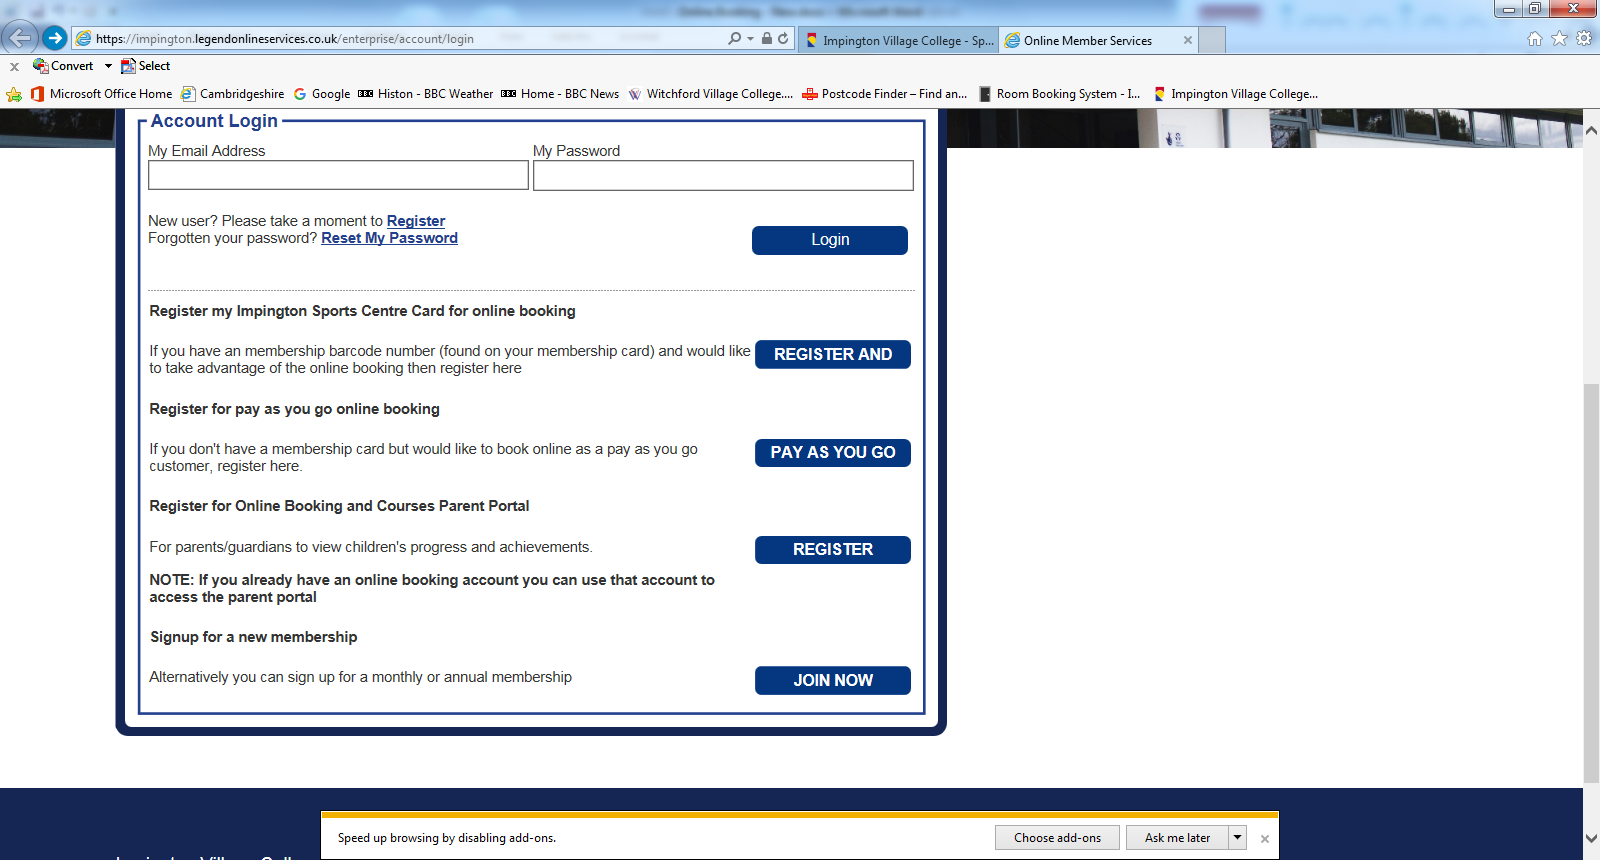 https://impington.legendonlineservices.co.uk/enterprise/account/login
Impington Village College - Sp...
Online Member Services
Convert
Select
Microsoft Office Home
Cambridgeshire
Google
Histon - BBC Weather
Home - BBC News
Witchford Village College....
Postcode Finder – Find an...
Room Booking System - I...
Impington Village College...
Account Login
My Email Address
My Password
New user? Please take a moment to Register
Forgotten your password? Reset My Password
Login
Register my Impington Sports Centre Card for online booking
If you have an membership barcode number (found on your membership card) and would like
to take advantage of the online booking then register here
REGISTER AND
Register for pay as you go online booking
If you don't have a membership card but would like to book online as a pay as you go
customer, register here.
PAY AS YOU GO
Register for Online Booking and Courses Parent Portal
For parents/guardians to view children's progress and achievements.
REGISTER
NOTE: If you already have an online booking account you can use that account to
access the parent portal
Signup for a new membership
Alternatively you can sign up for a monthly or annual membership
JOIN NOW
Speed up browsing by disabling add-ons.
Choose add-ons
Ask me later